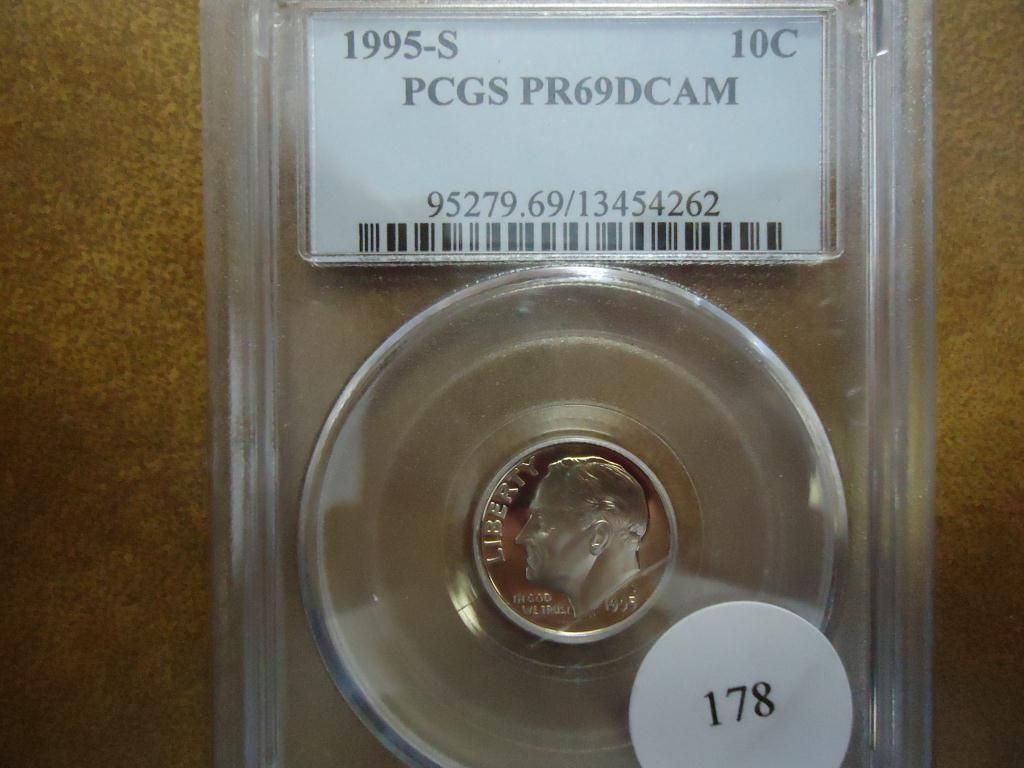 1995-S 10C
PCGS PR69DCAM
95279.69/13454262
LIBERTY
IN GOD
WE TRUST
1995
178